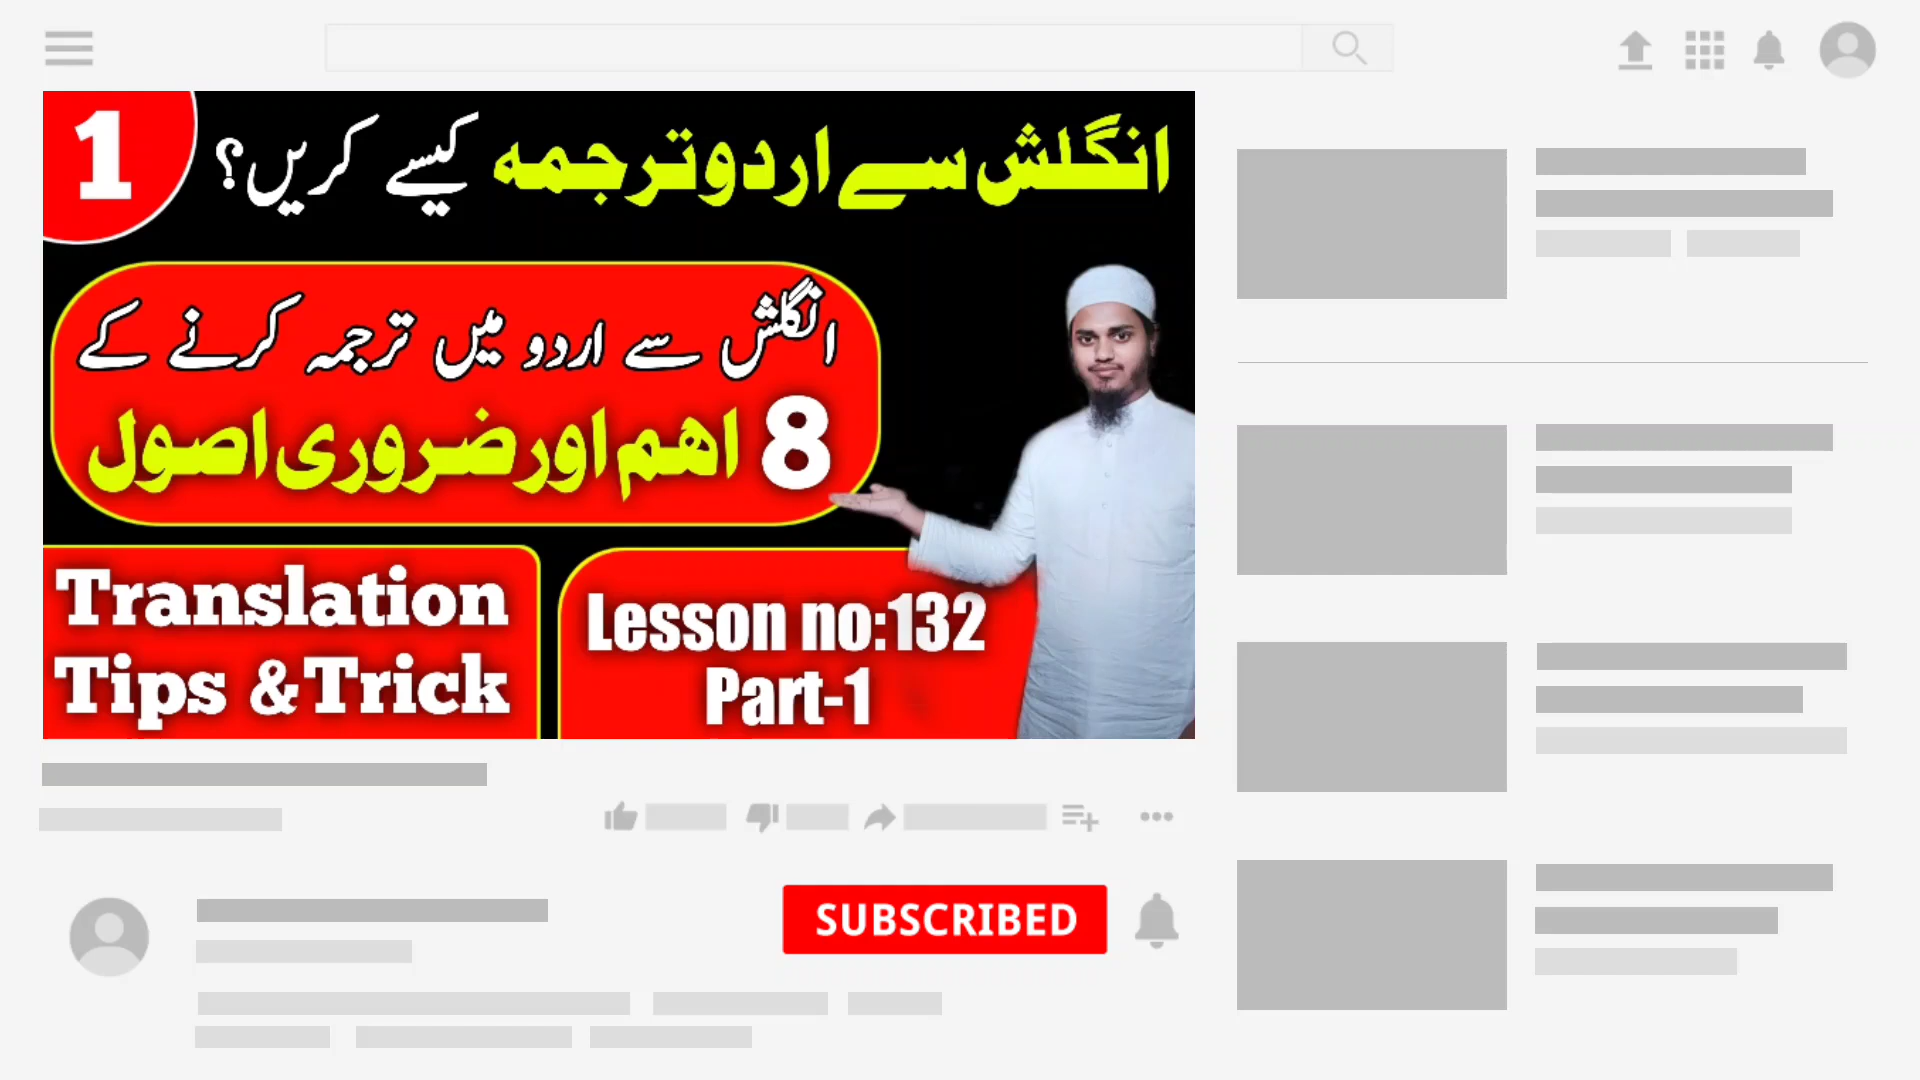 1
انگلش سے اردو ترجمہ کیسے کریں؟
انگلش سے اردو میں ترجمہ کرنے کے
8 اہم اور ضروری اصول
Translation
Tips &Trick
Lesson no:132
Part-1
SUBSCRIBED